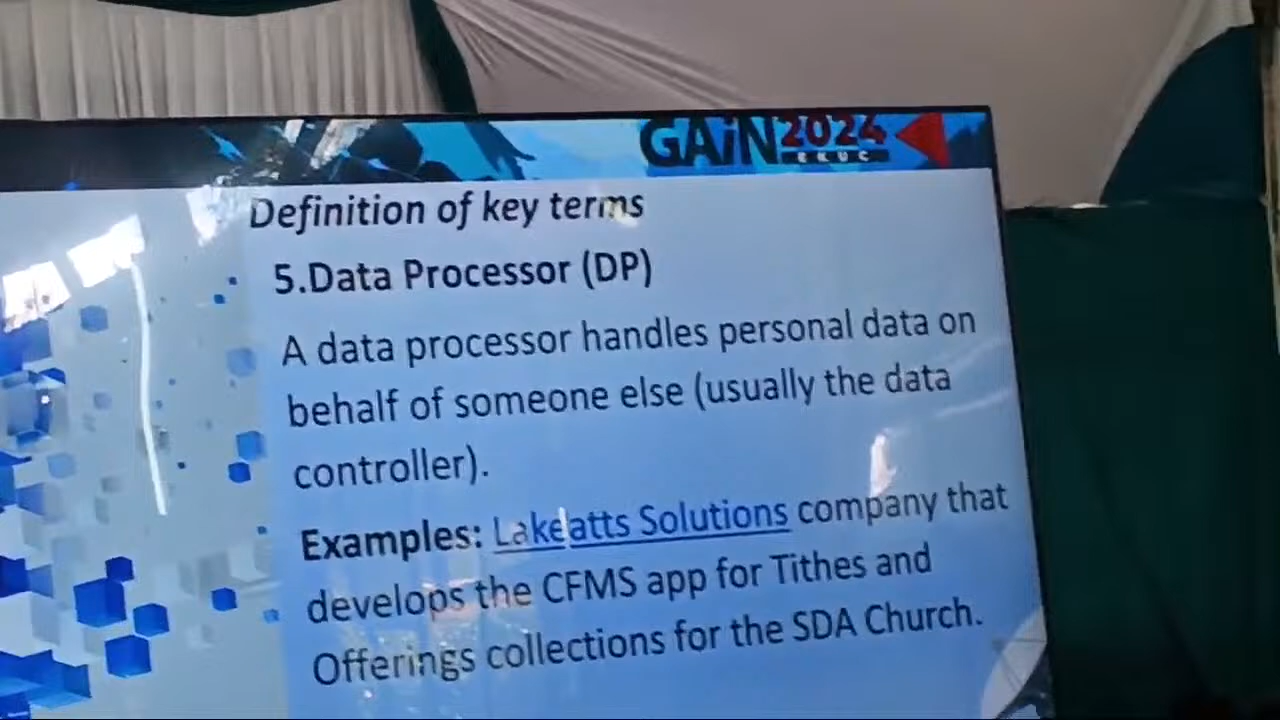 GAiN 2024
EKUC
Definition of key terms
5.Data Processor (DP)
A data processor handles personal data on
behalf of someone else (usually the data
controller).
Examples: Lakelatts Solutions company that
develops the CFMS app for Tithes and
Offerings collections for the SDA Church.